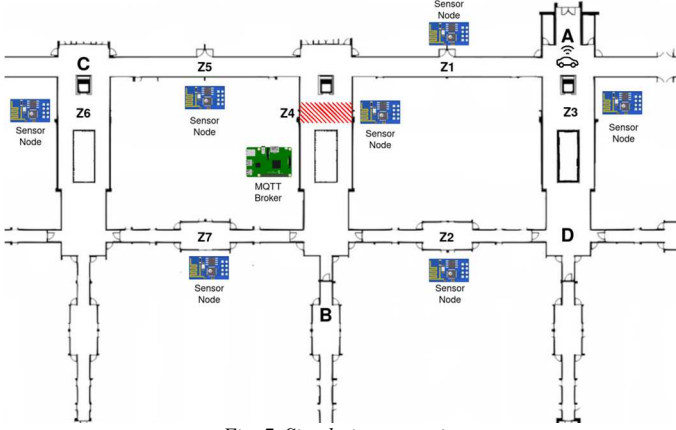 Sensor
Node
A
C
Z5
Z1
Z6
Sensor
Node
Sensor
Node
Z4
Sensor
Node
Z3
Sensor
Node
MQTT
Broker
Z7
Z2
D
Sensor
Node
Sensor
Node
B